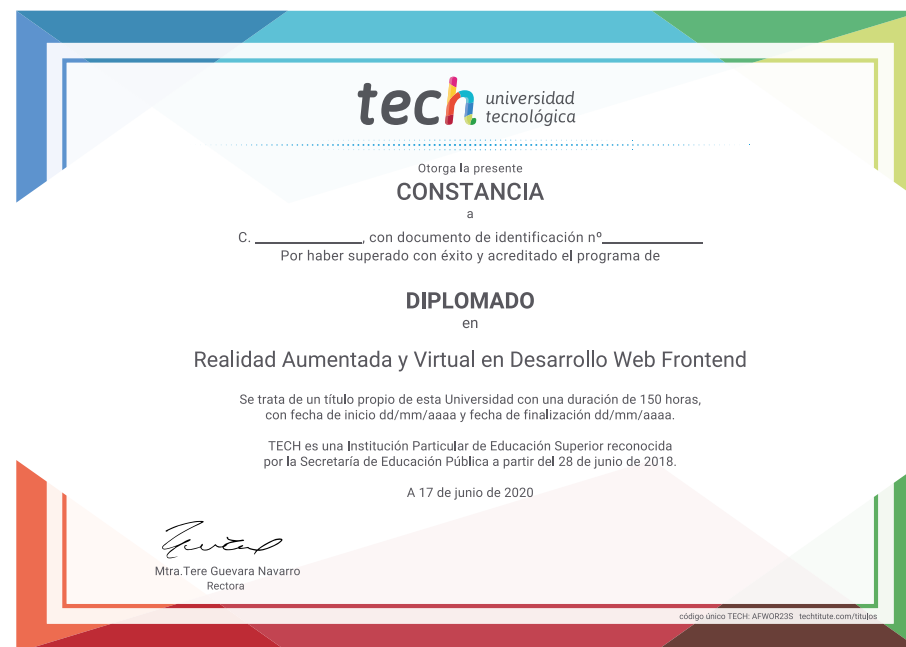 tech universidad
tecnológica
Otorga la presente
CONSTANCIA
a
C. ______________, con documento de identificación nº_____________
Por haber superado con éxito y acreditado el programa de
DIPLOMADO
en
Realidad Aumentada y Virtual en Desarrollo Web Frontend
Se trata de un título propio de esta Universidad con una duración de 150 horas,
con fecha de inicio dd/mm/aaaa y fecha de finalización dd/mm/aaaa.
TECH es una Institución Particular de Educación Superior reconocida
por la Secretaría de Educación Pública a partir del 28 de junio de 2018.
A 17 de junio de 2020
Mtra.Tere Guevara Navarro
Rectora
código único TECH: AFWOR23S techtitute.com/titulos